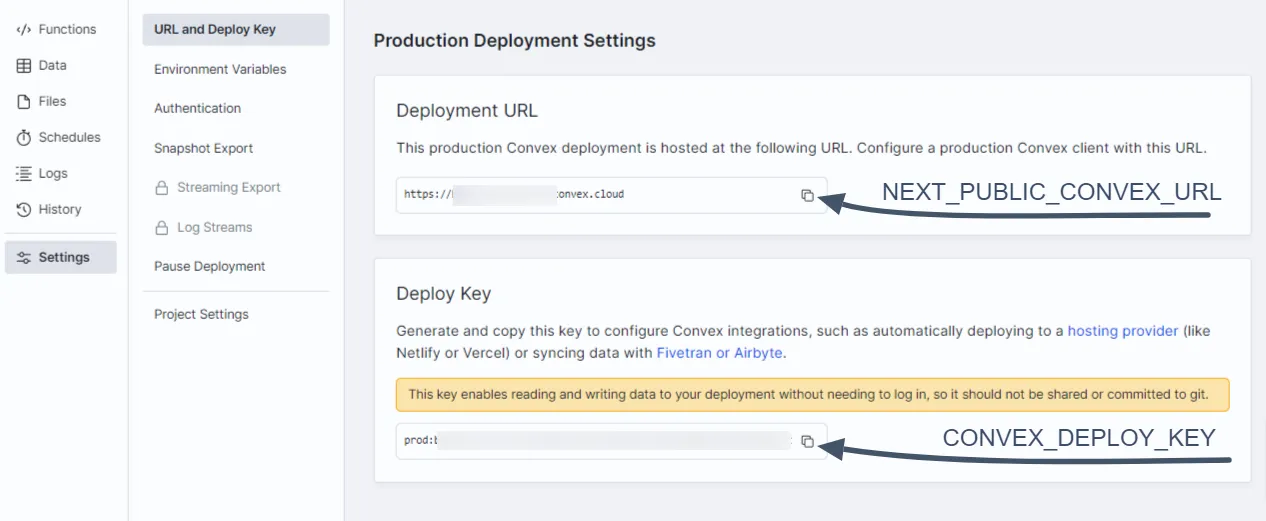 Functions
Data
Files
Schedules
Logs
History
Settings
URL and Deploy Key
Environment Variables
Authentication
Snapshot Export
Streaming Export
Log Streams
Pause Deployment
Project Settings
Production Deployment Settings
Deployment URL
This production Convex deployment is hosted at the following URL. Configure a production Convex client with this URL.
https:// onvex.cloud
NEXT_PUBLIC_CONVEX_URL
Deploy Key
Generate and copy this key to configure Convex integrations, such as automatically deploying to a hosting provider (like
Netlify or Vercel) or syncing data with Fivetran or Airbyte.
This key enables reading and writing data to your deployment without needing to log in, so it should not be shared or committed to git.
prod:
CONVEX_DEPLOY_KEY